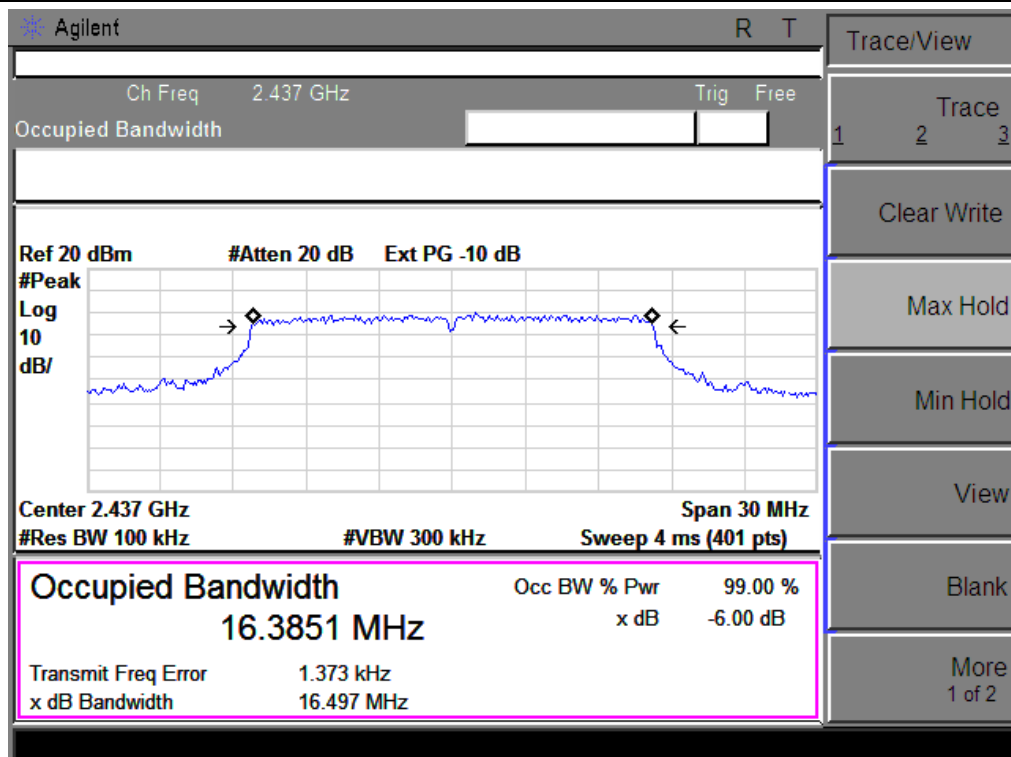 Agilent R T
Ch Freq 2.437 GHz Trig Free
Occupied Bandwidth
Ref 20 dBm #Atten 20 dB Ext PG -10 dB
#Peak
Log
10
dB/
Center 2.437 GHz Span 30 MHz
#Res BW 100 kHz #VBW 300 kHz Sweep 4 ms (401 pts)
Occupied Bandwidth Occ BW % Pwr 99.00 %
16.3851 MHz x dB -6.00 dB
Transmit Freq Error 1.373 kHz
x dB Bandwidth 16.497 MHz
Trace/View
Trace
1 2 3
Clear Write
Max Hold
Min Hold
View
Blank
More
1 of 2